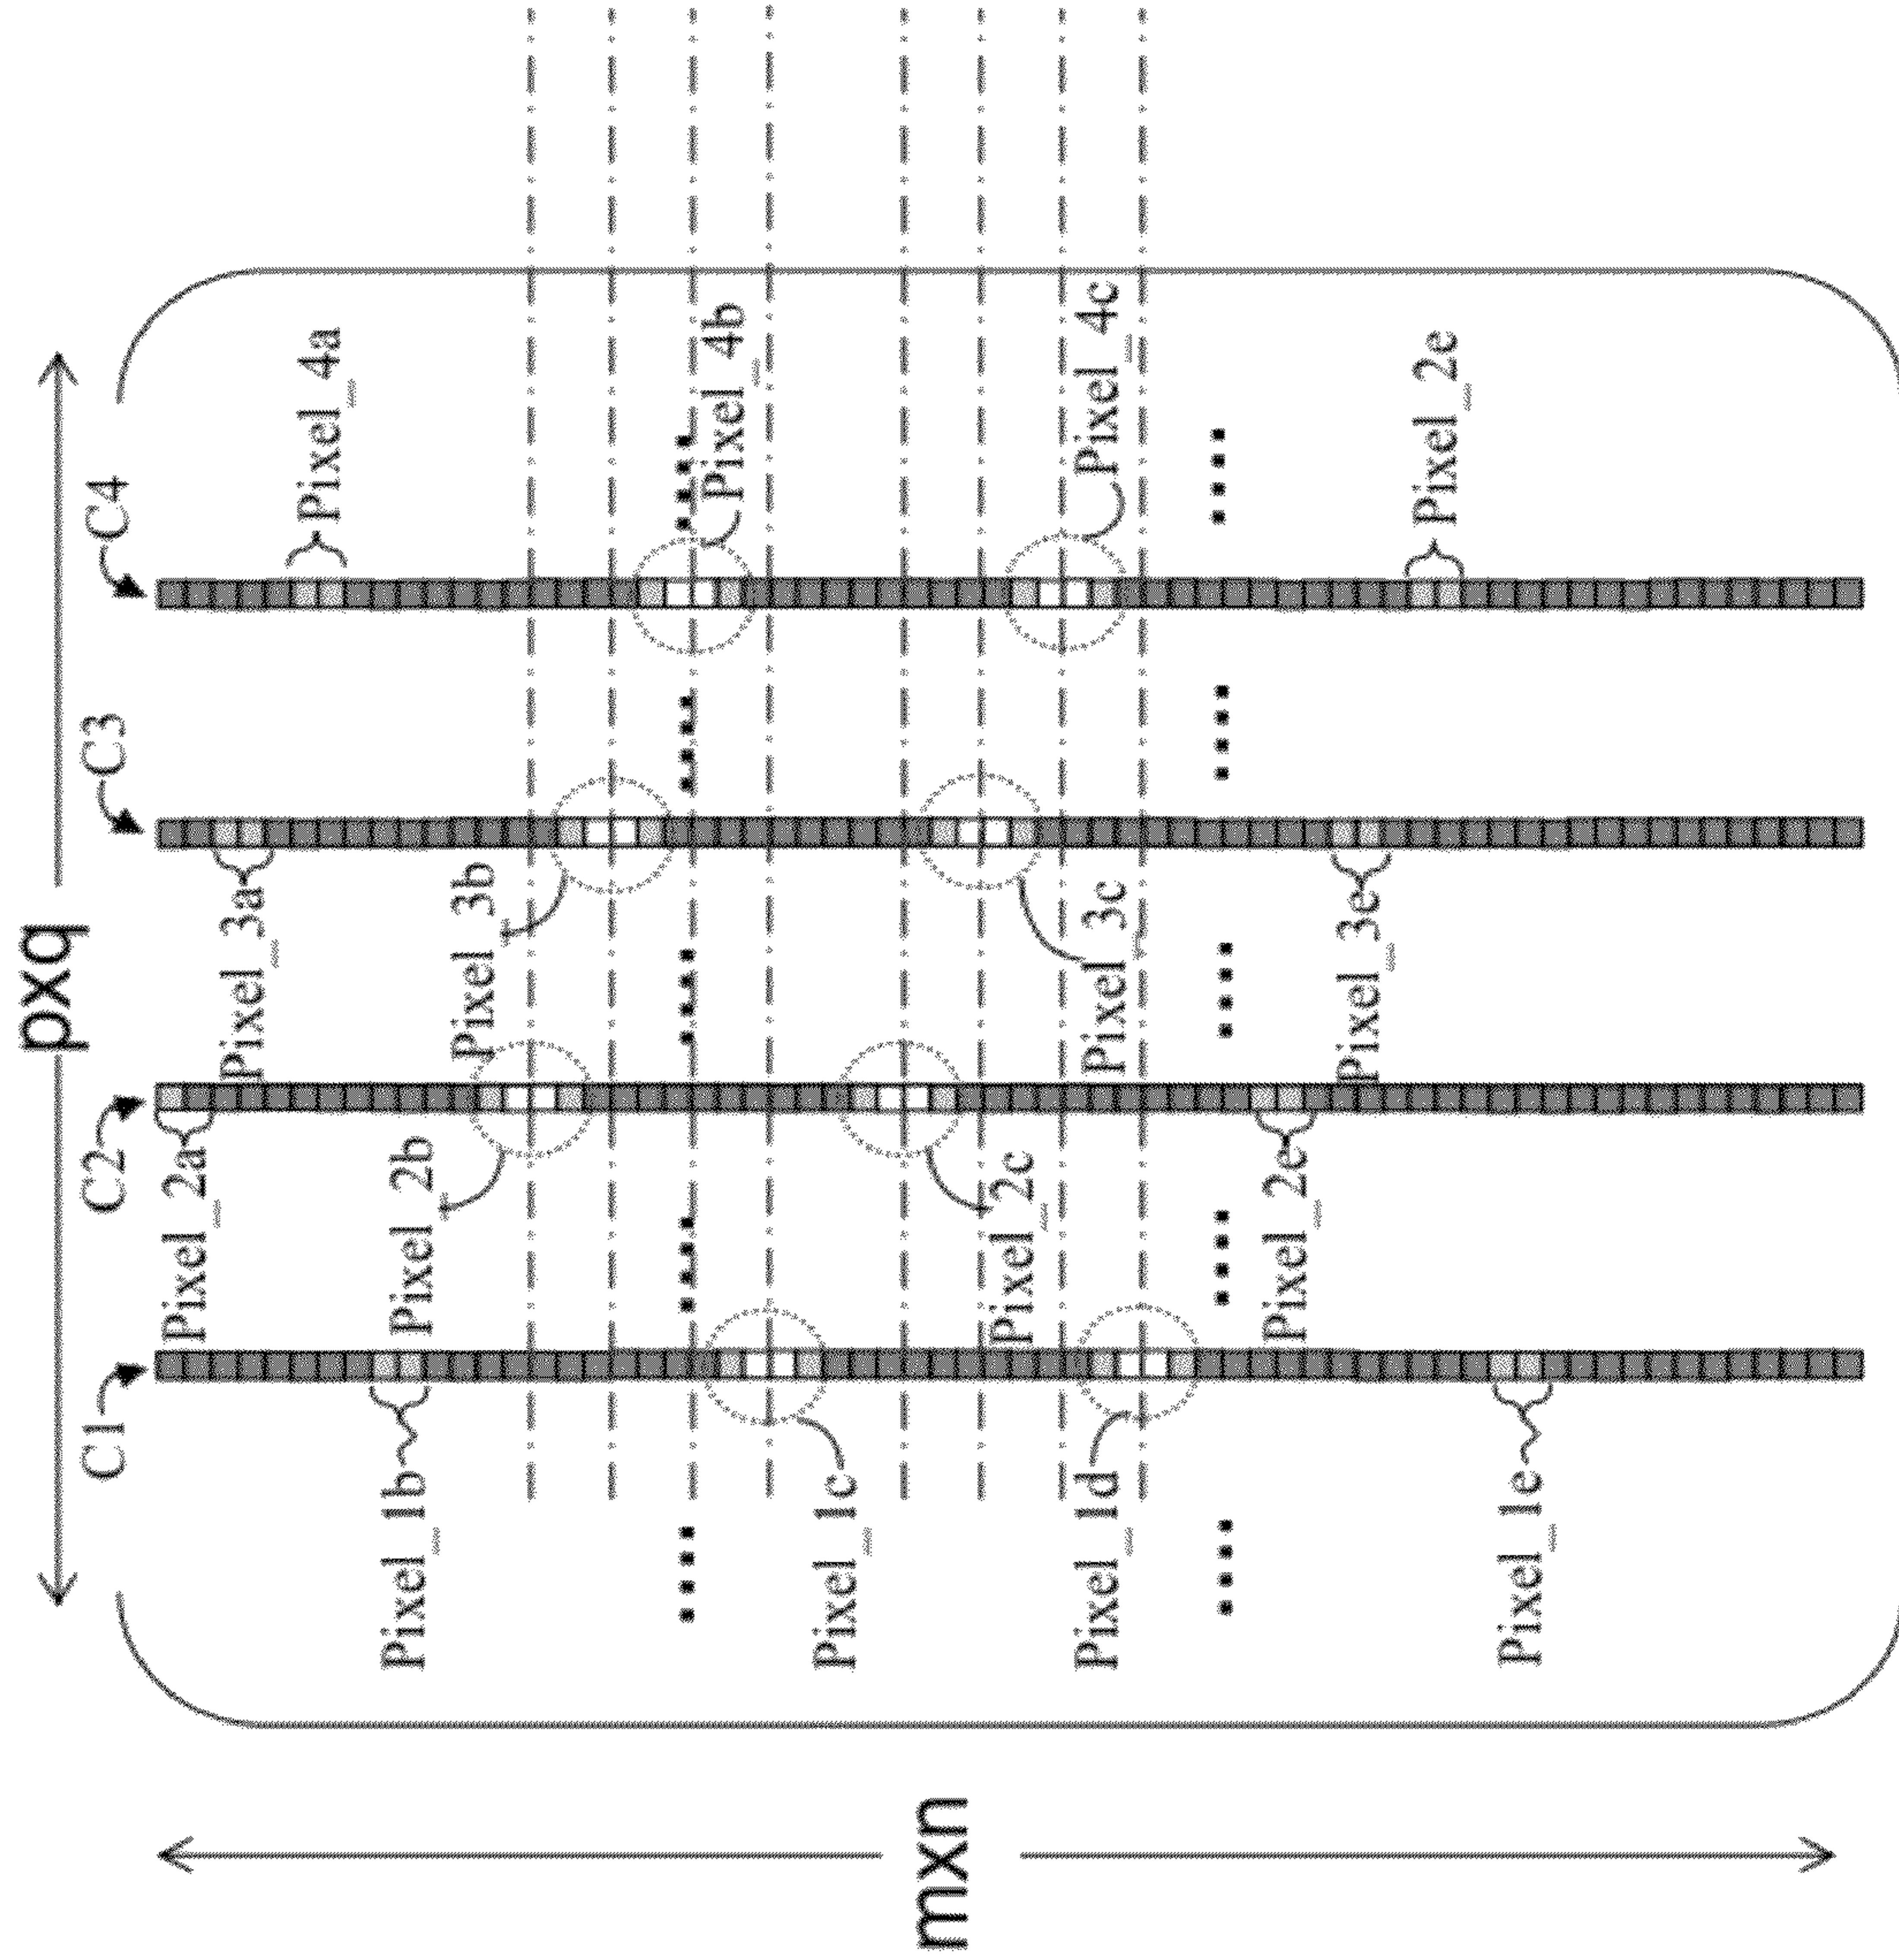 pxq
C1
C2
C3
C4
Pixel_2a
Pixel_3a
Pixel_4a
Pixel_1b
Pixel_2b
Pixel_3b
Pixel_4b
Pixel_1c
Pixel_2c
Pixel_3c
Pixel_4c
Pixel_1d
Pixel_2e
Pixel_3e
Pixel_2e
Pixel_1e
mxn